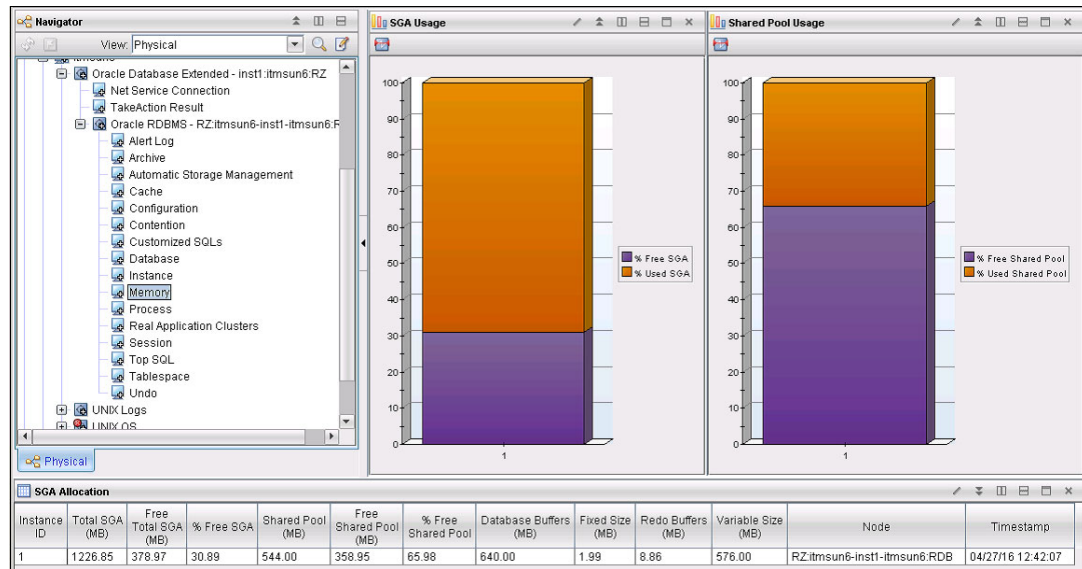 Navigator
View: Physical
Oracle Database Extended - inst1:itmsun6:RZ
Net Service Connection
TakeAction Result
Oracle RDBMS - RZ:itmsun6-inst1-itmsun6:R
Alert Log
Archive
Automatic Storage Management
Cache
Configuration
Contention
Customized SQLs
Database
Instance
Memory
Process
Real Application Clusters
Session
Top SQL
Tablespace
Undo
UNIX Logs
UNIX OS
Physical
SGA Usage
100
90
80
70
60
50
40
30
20
10
0
1
% Free SGA
% Used SGA
Shared Pool Usage
100
90
80
70
60
50
40
30
20
10
0
1
% Free Shared Pool
% Used Shared Pool
SGA Allocation
Instance ID Total SGA (MB) Free Total SGA (MB) % Free SGA Shared Pool (MB) Free Shared Pool (MB) % Free Shared Pool Database Buffers (MB) Fixed Size (MB) Redo Buffers (MB) Variable Size (MB) Node Timestamp
1 1226.85 378.97 30.89 544.00 358.95 65.98 640.00 1.99 8.86 576.00 RZ:itmsun6-inst1-itmsun6:RDB 04/27/16 12:42:07